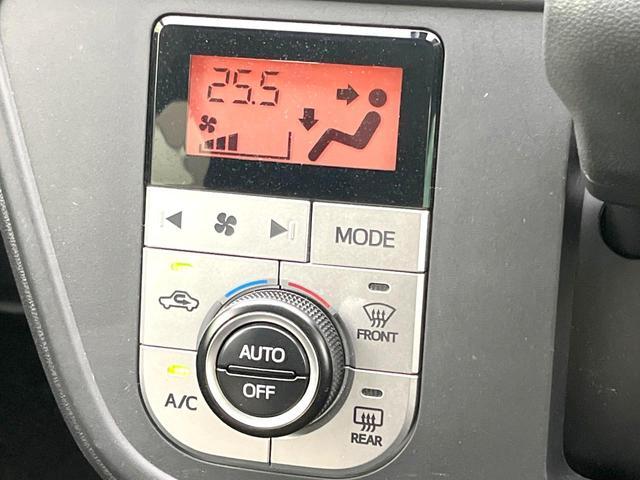 25.5
MODE
FRONT
AUTO
OFF
A/C
REAR